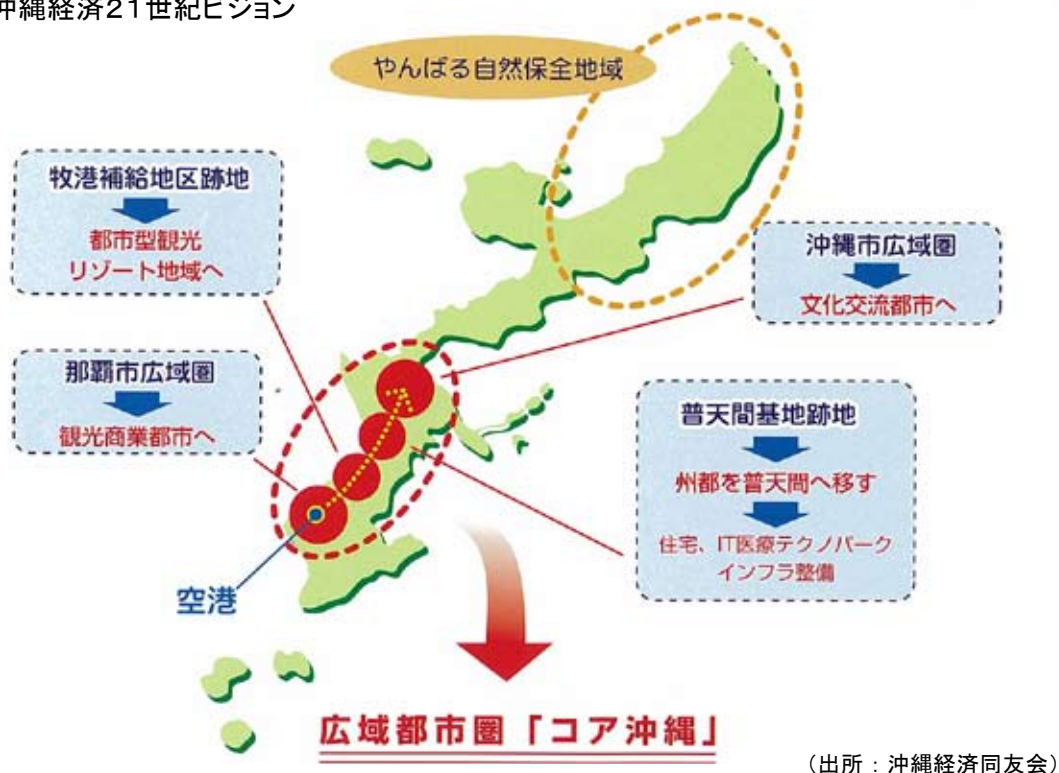 沖縄経済21世紀ビジョン
やんばる自然保全地域
牧港補給地区跡地
都市型観光
リゾート地域へ
沖縄市広域圏
文化交流都市へ
那覇市広域圏
観光商業都市へ
普天間基地跡地
州都を普天間へ移す
住宅、IT医療テクノパーク
インフラ整備
空港
広域都市圏「コア沖縄」
（出所：沖縄経済同友会）